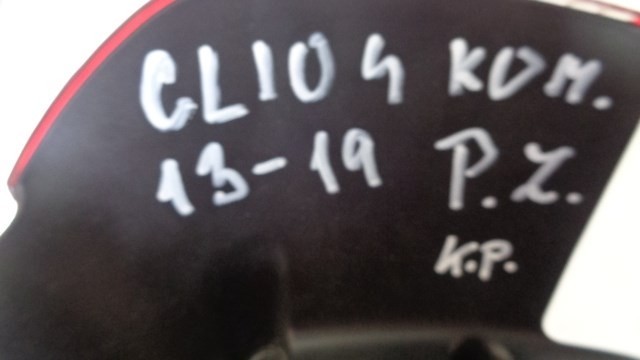 CLIO 4 KOM.
13-19 P.Z.
K.P.